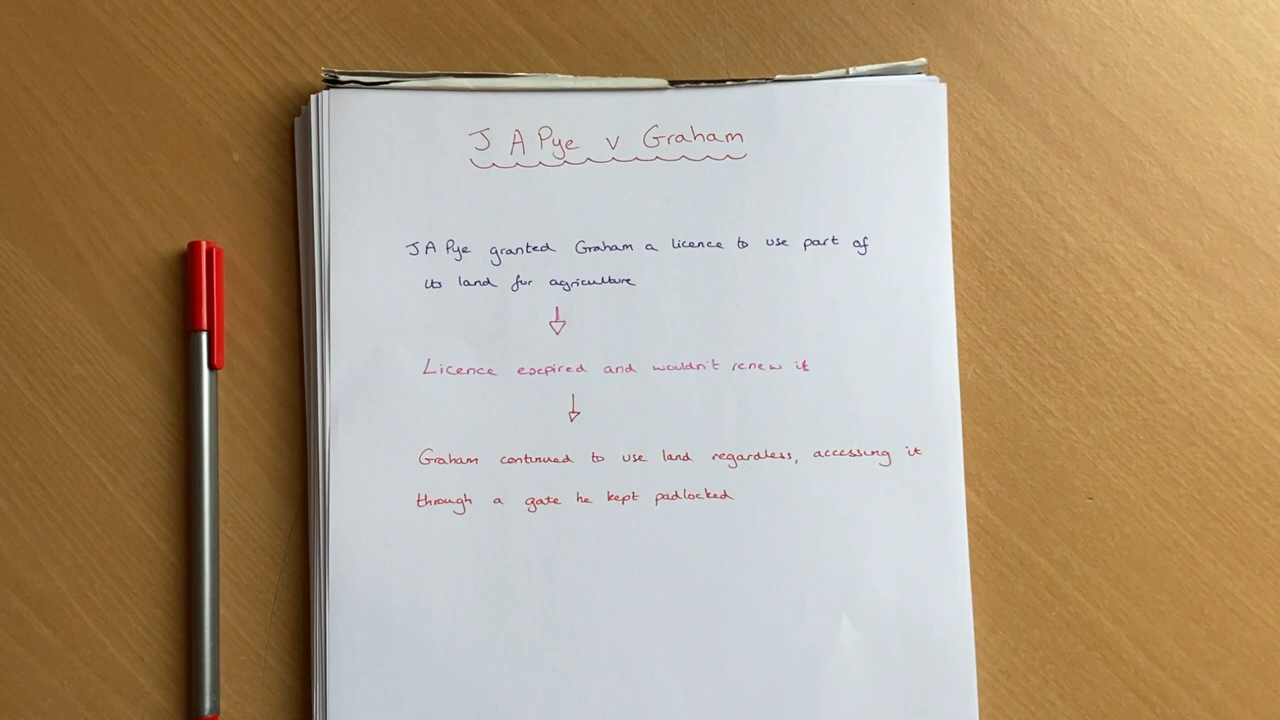 J A Pye v Graham
J A Pye granted Graham a licence to use part of
its land for agriculture
Licence expired and wouldn't renew it
Graham continued to use land regardless, accessing it
through a gate he kept padlocked